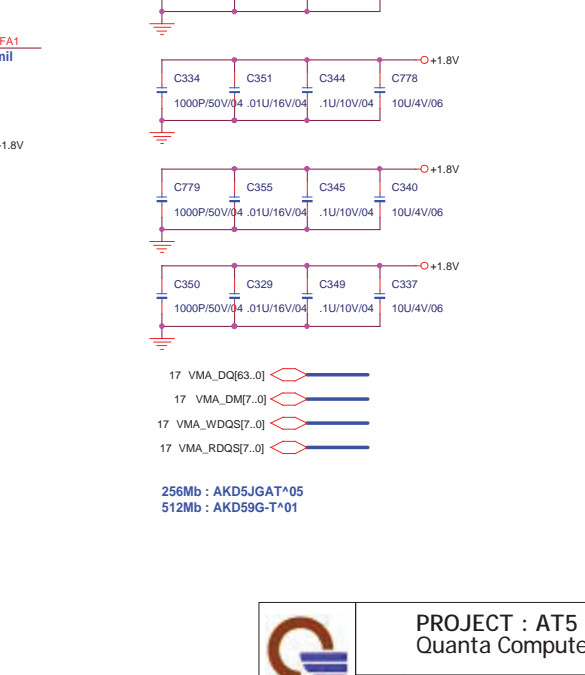 FA1
mil
+1.8V
+1.8V
C334 C351 C344 C778
1000P/50V/04 .01U/16V/04 .1U/10V/04 10U/4V/06
+1.8V
C779 C355 C345 C340
1000P/50V/04 .01U/16V/04 .1U/10V/04 10U/4V/06
+1.8V
C350 C329 C349 C337
1000P/50V/04 .01U/16V/04 .1U/10V/04 10U/4V/06
17 VMA_DQ[63..0]
17 VMA_DM[7..0]
17 VMA_WDQS[7..0]
17 VMA_RDQS[7..0]
256Mb : AKD5JGAT^05
512Mb : AKD59G-T^01
PROJECT : AT5
Quanta Compute